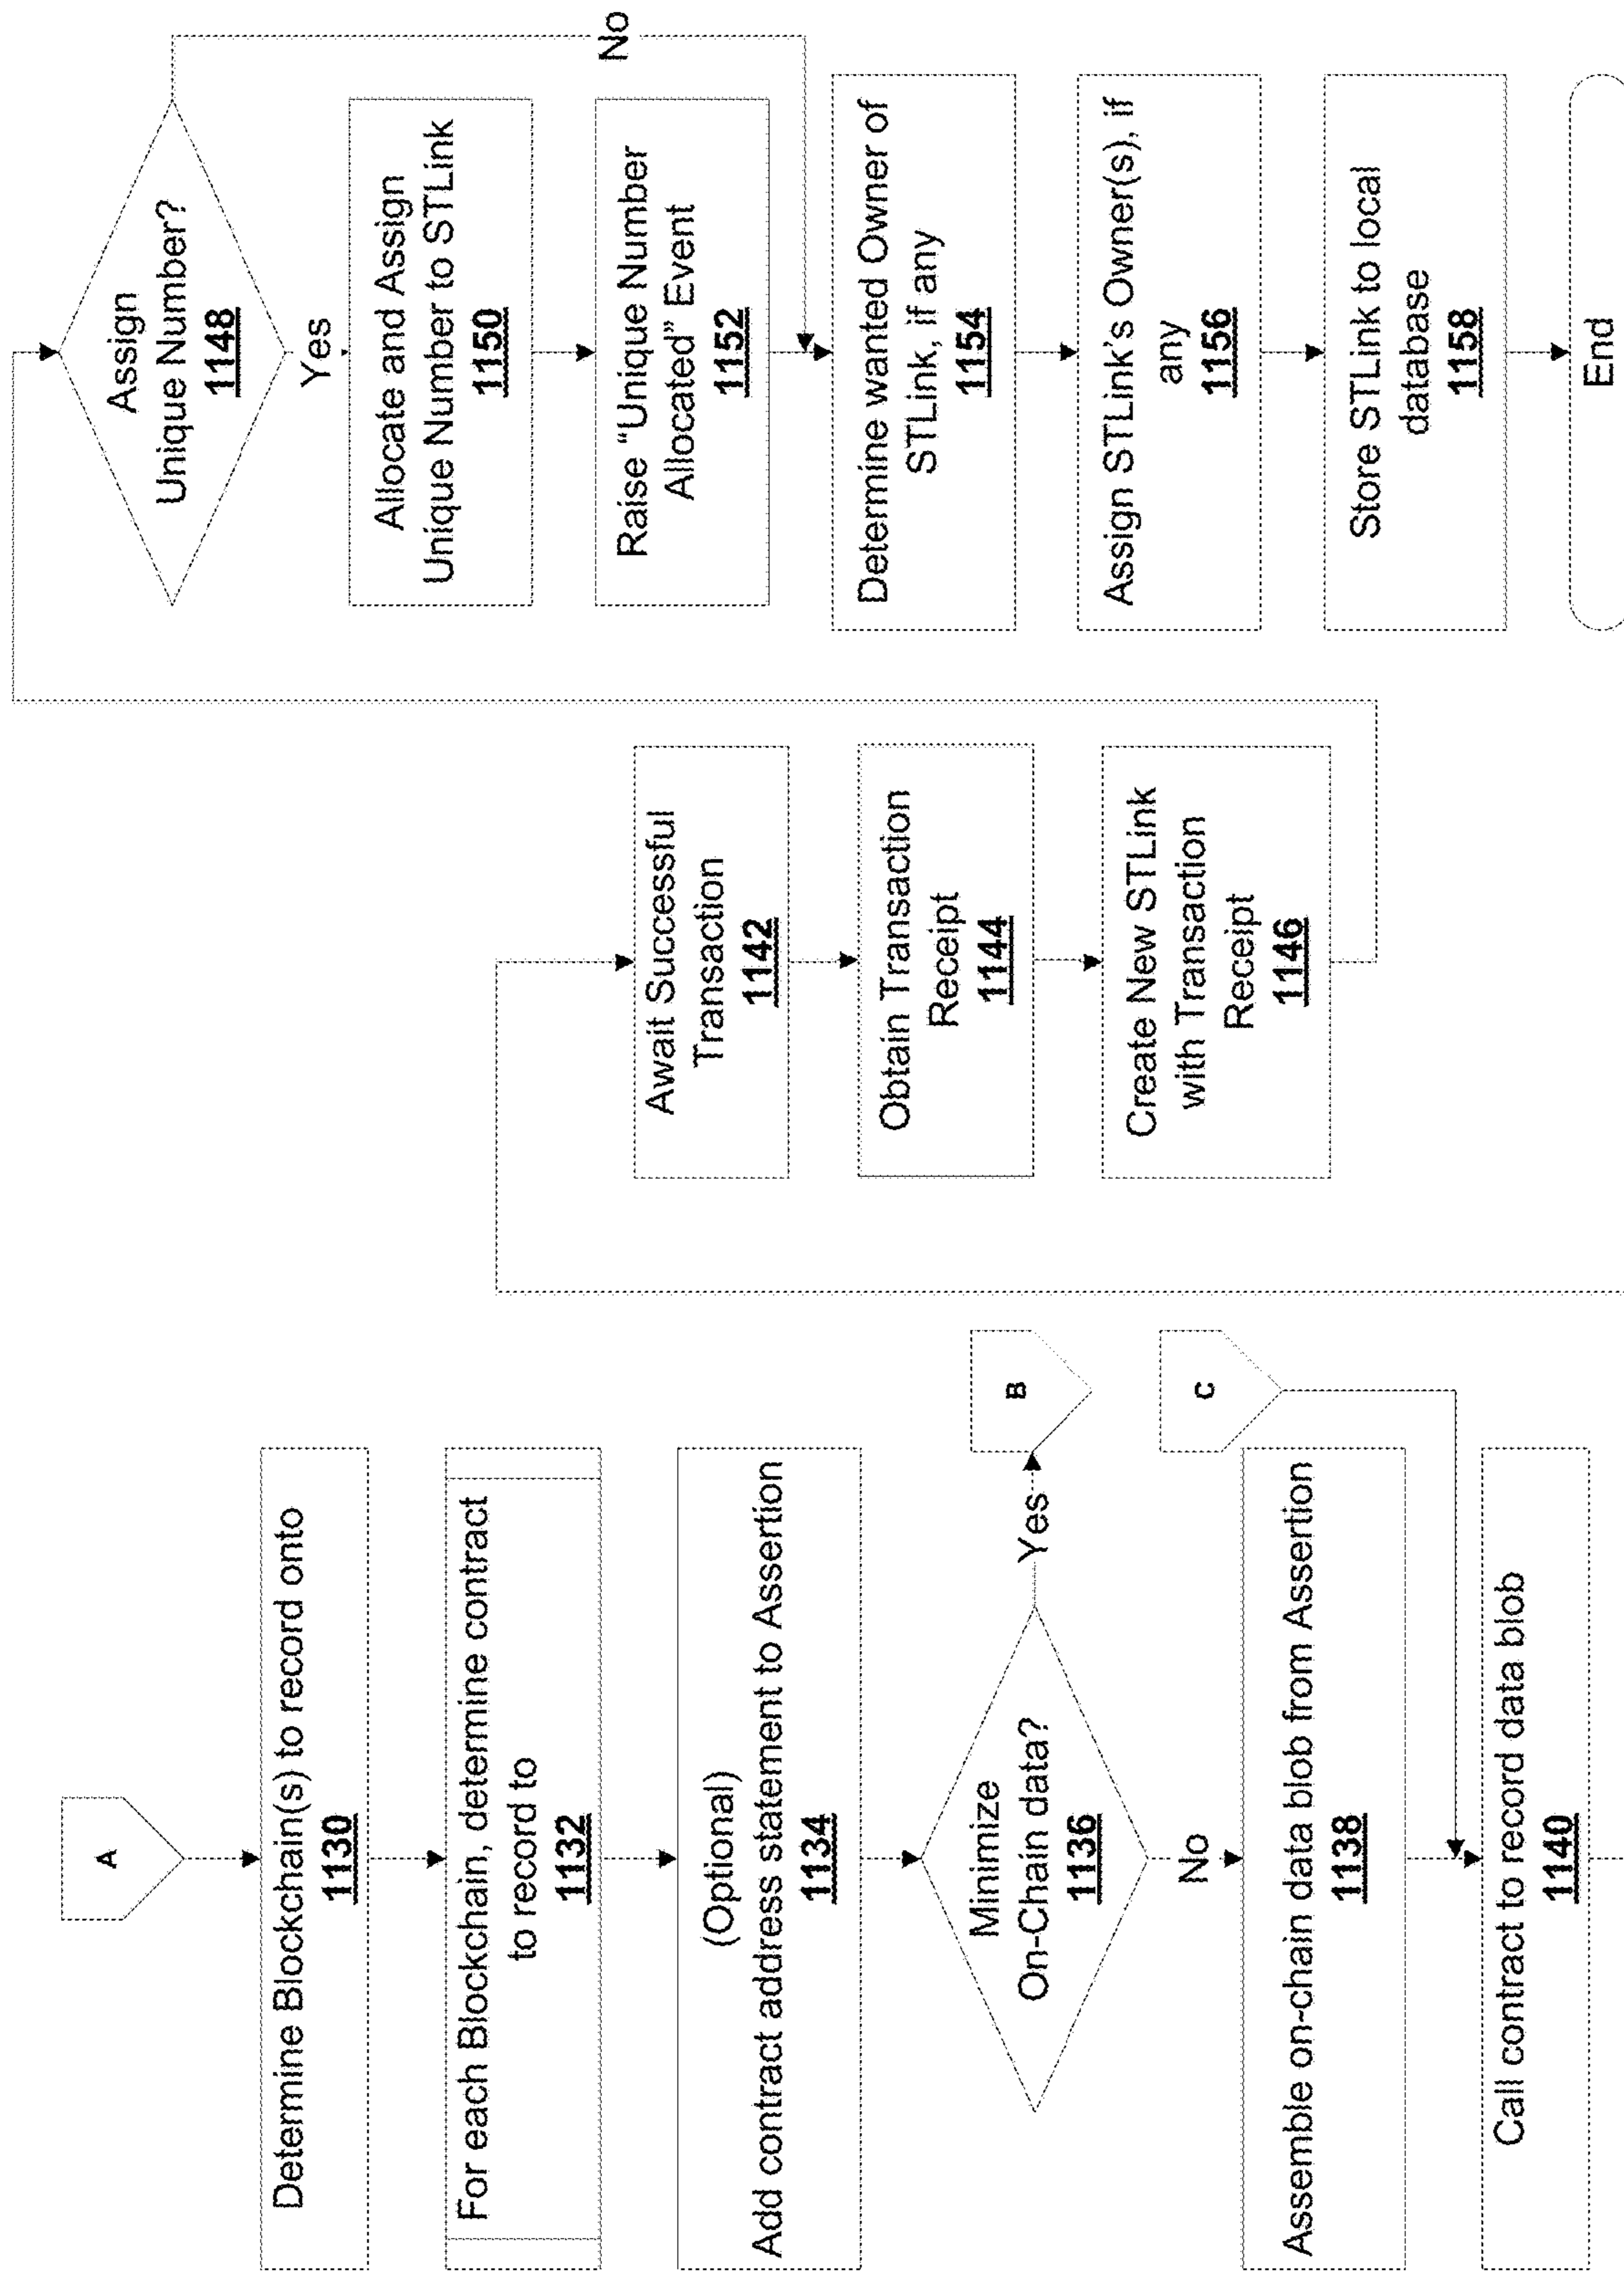 A
Determine Blockchain(s) to record onto
1130
For each Blockchain, determine contract
to record to
1132
(Optional)
Add contract address statement to Assertion
1134
Minimize
On-Chain data?
1136
Yes
B
No
C
Assemble on-chain data blob from Assertion
1138
Call contract to record data blob
1140
Await Successful
Transaction
1142
Obtain Transaction
Receipt
1144
Create New STLink
with Transaction
Receipt
1146
Assign
Unique Number?
1148
Yes
No
Allocate and Assign
Unique Number to STLink
1150
Raise “Unique Number
Allocated” Event
1152
Determine wanted Owner of
STLink, if any
1154
Assign STLink's Owner(s), if
any
1156
Store STLink to local
database
1158
End